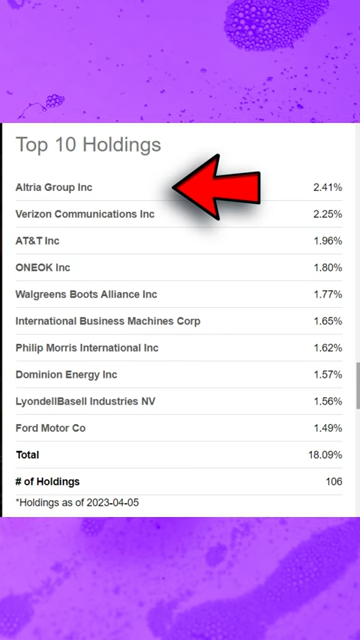 Top 10 Holdings
Altria Group Inc 2.41%
Verizon Communications Inc 2.25%
AT&T Inc 1.96%
ONEOK Inc 1.80%
Walgreens Boots Alliance Inc 1.77%
International Business Machines Corp 1.65%
Philip Morris International Inc 1.62%
Dominion Energy Inc 1.57%
LyondellBasell Industries NV 1.56%
Ford Motor Co 1.49%
Total 18.09%
# of Holdings 106
*Holdings as of 2023-04-05